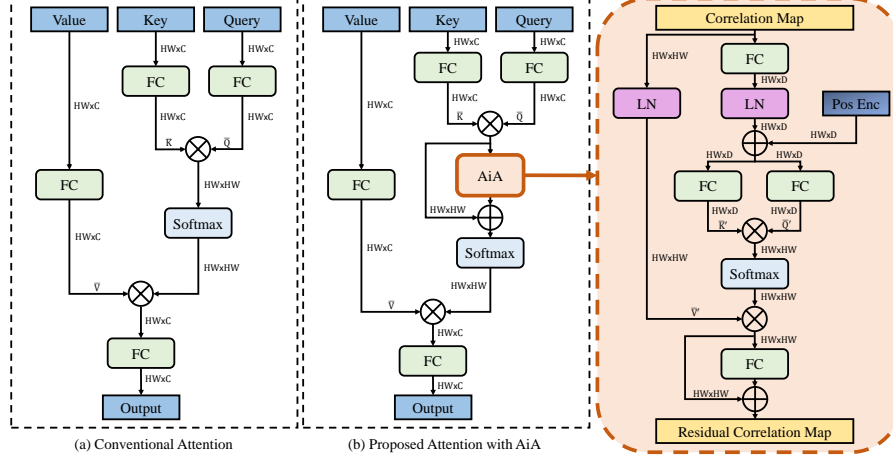 Value Key Query
HWxC HWxC
FC FC
HWxC
HWxC HWxC
K̅ Q̅
HWxHW
FC
Softmax
HWxC
HWxHW
V̅
HWxC
FC
HWxC
Output
(a) Conventional Attention
Value Key Query
HWxC HWxC
FC FC
HWxC
HWxC HWxC
K̅ Q̅
AiA
FC
HWxHW
Softmax
HWxC
HWxHW
V̅
HWxC
FC
HWxC
Output
(b) Proposed Attention with AiA
Correlation Map
HWxHW
FC
HWxD
LN LN Pos Enc
HWxD
HWxD
HWxD HWxD
FC FC
HWxD HWxD
K̅′ Q̅′
HWxHW
HWxHW
Softmax
HWxHW
V̅′
HWxHW
FC
HWxHW
Residual Correlation Map